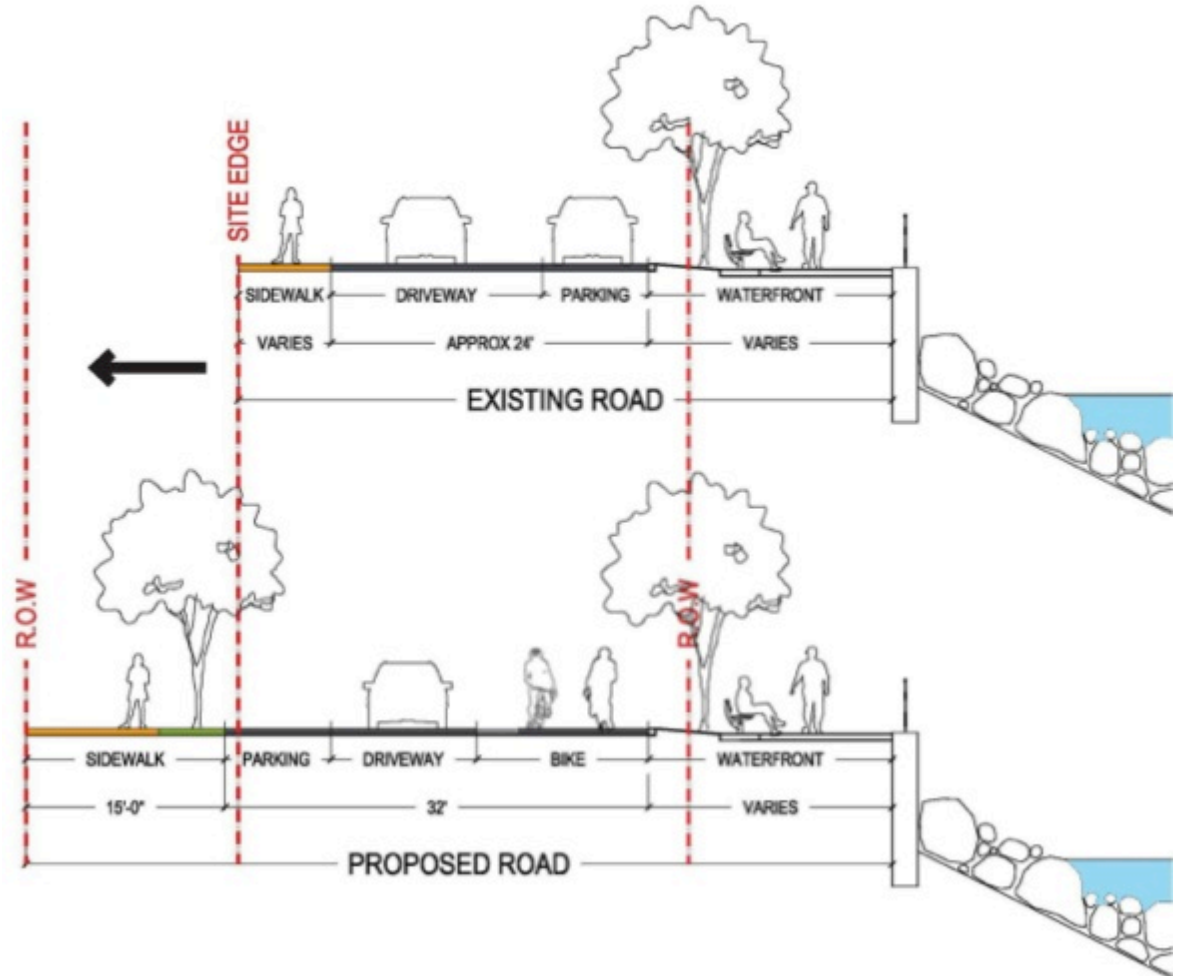 SITE EDGE
SIDEWALK DRIVEWAY PARKING WATERFRONT
VARIES APPROX 24' VARIES
EXISTING ROAD
R.O.W
R.O.W
SIDEWALK PARKING DRIVEWAY BIKE WATERFRONT
15'-0" 32' VARIES
PROPOSED ROAD